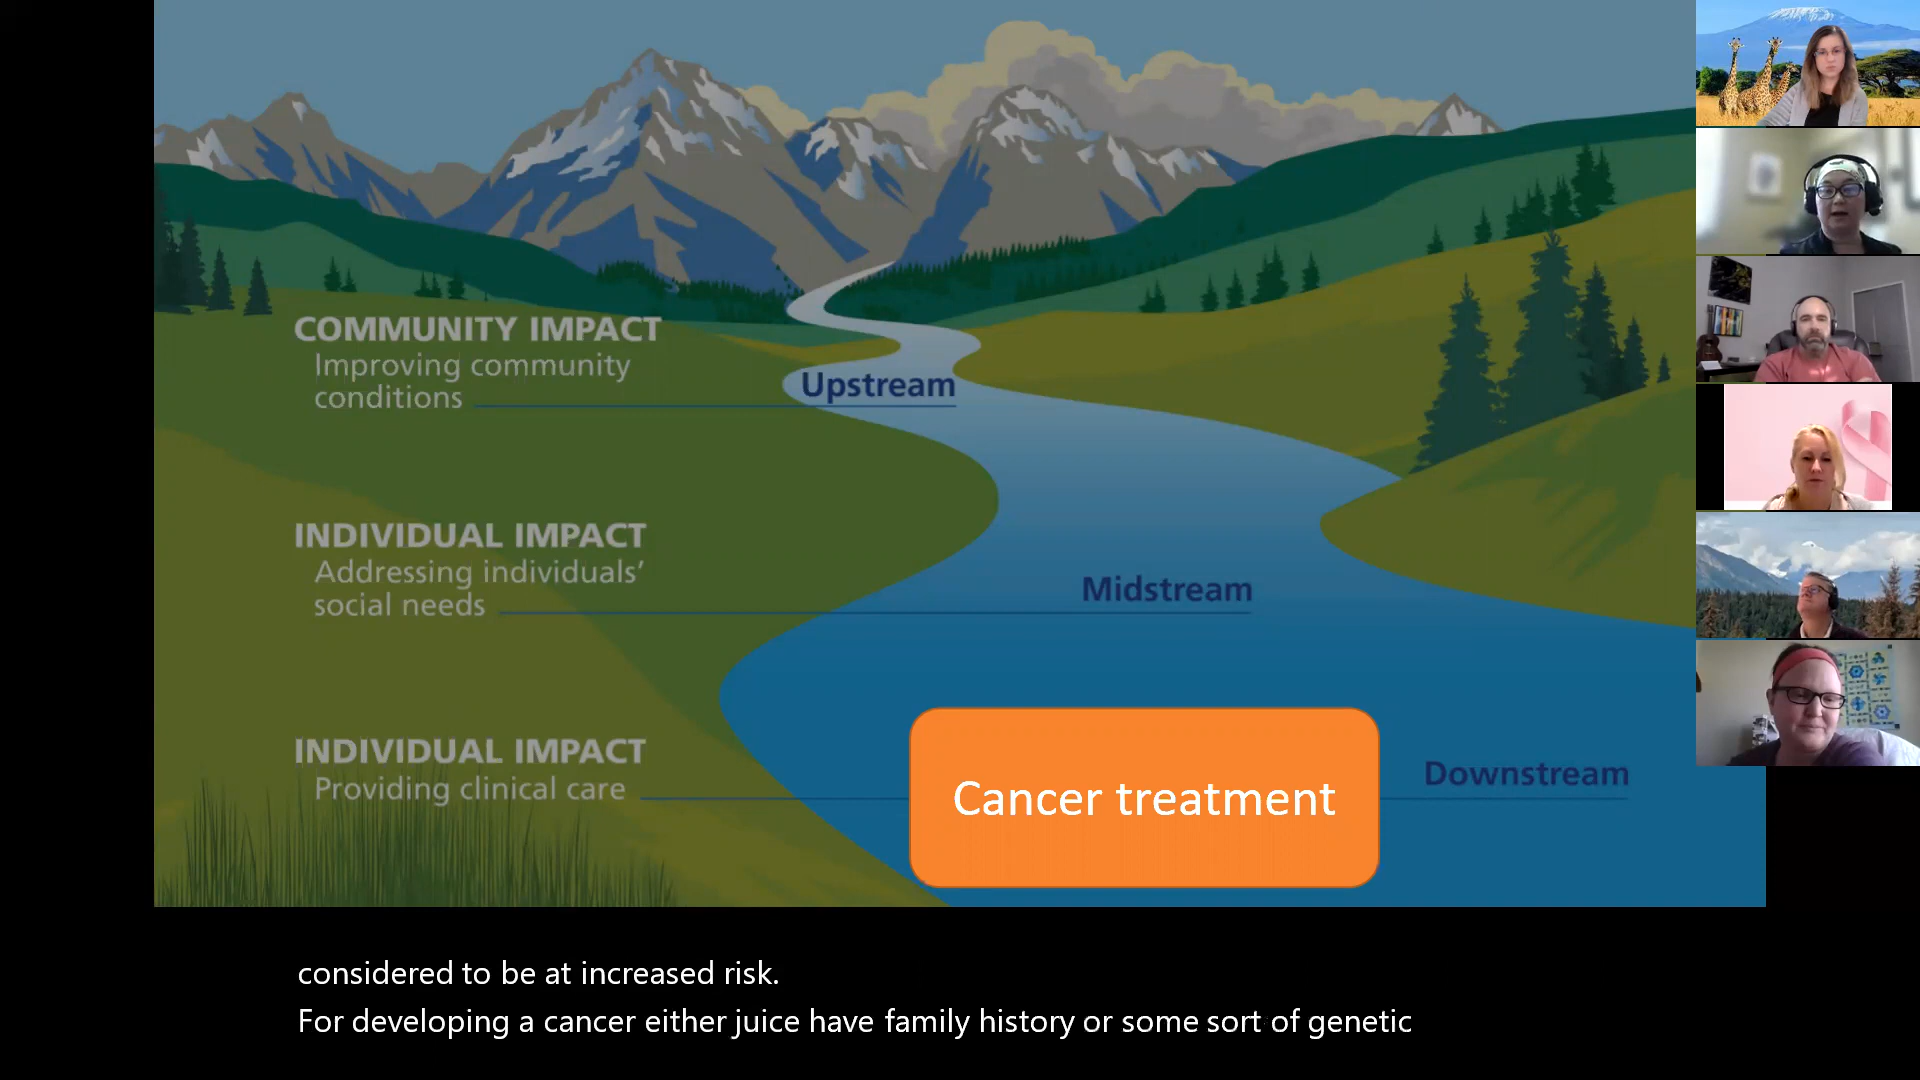 COMMUNITY IMPACT
Improving community
conditions
Upstream
INDIVIDUAL IMPACT
Addressing individuals’
social needs
Midstream
INDIVIDUAL IMPACT
Providing clinical care
Cancer treatment
Downstream
considered to be at increased risk.
For developing a cancer either juice have family history or some sort of genetic